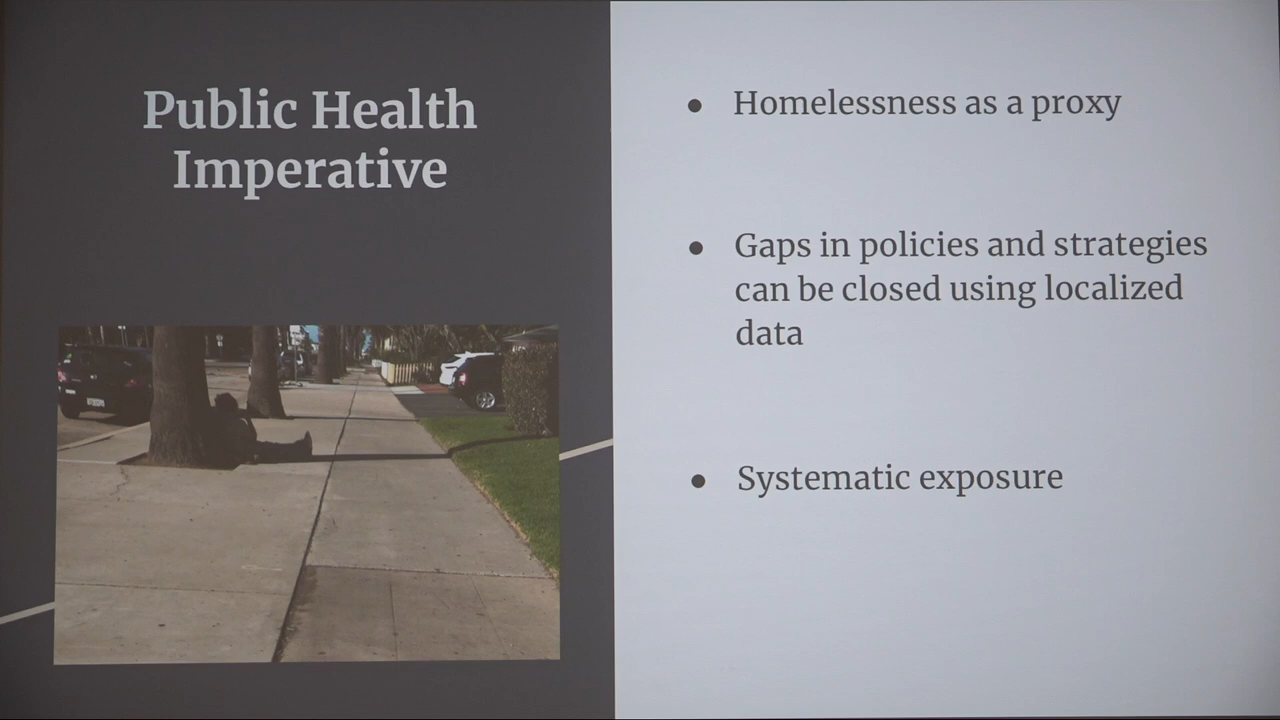 Public Health
Imperative
● Homelessness as a proxy
● Gaps in policies and strategies
can be closed using localized
data
● Systematic exposure